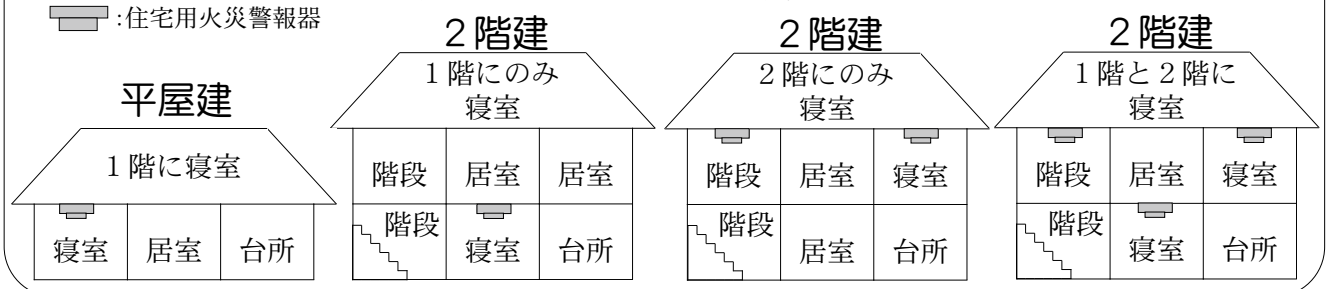 :住宅用火災警報器
平屋建
1階に寝室
寝室 居室 台所
2階建
1階にのみ
寝室
階段 居室 居室
階段 寝室 台所
2階建
2階にのみ
寝室
階段 居室 寝室
階段 居室 台所
2階建
1階と2階に
寝室
階段 居室 寝室
階段 寝室 台所